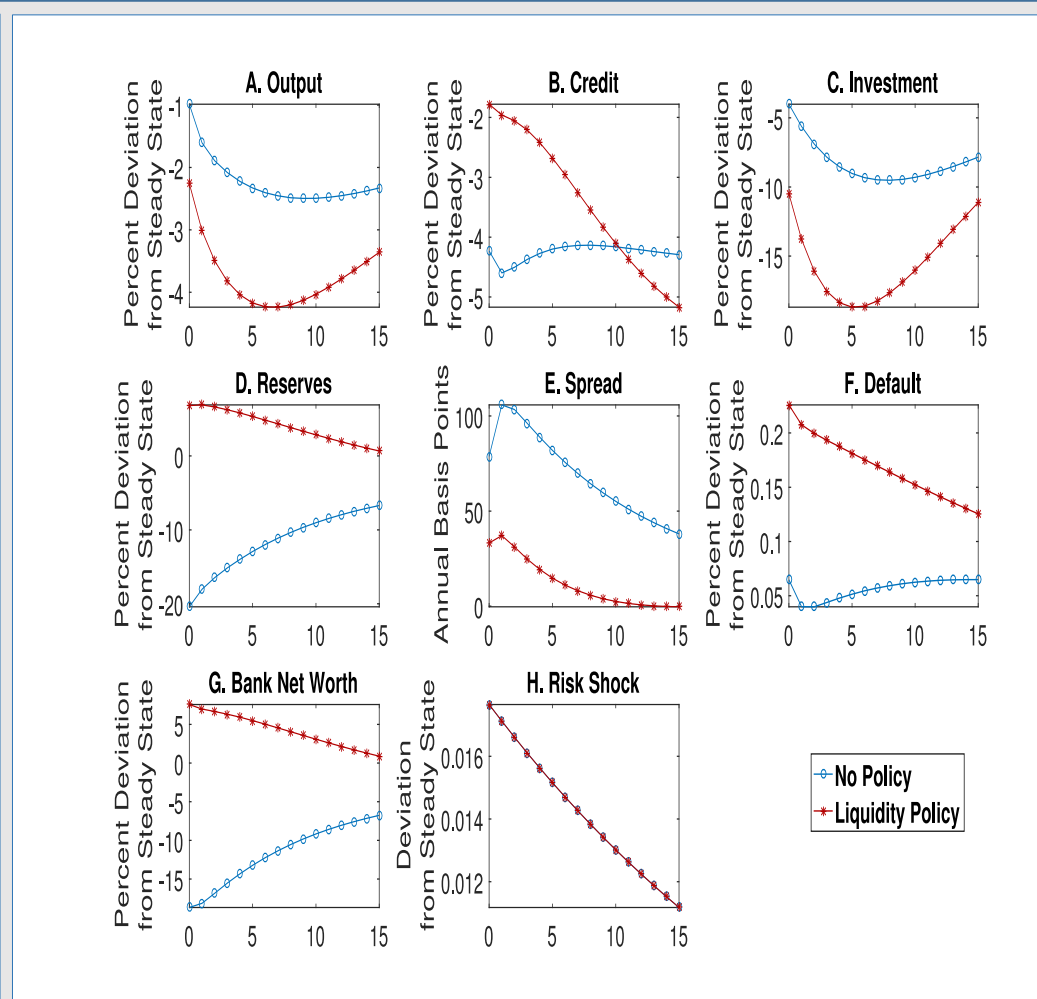 A. Output
Percent Deviation
from Steady State
-1
-2
-3
-4
0 5 10 15
B. Credit
Percent Deviation
from Steady State
-2
-3
-4
-5
0 5 10 15
C. Investment
Percent Deviation
from Steady State
-5
-10
-15
0 5 10 15
D. Reserves
Percent Deviation
from Steady State
0
-10
-20
0 5 10 15
E. Spread
Annual Basis Points
100
50
0
0 5 10 15
F. Default
Percent Deviation
from Steady State
0.2
0.15
0.1
0.05
0 5 10 15
G. Bank Net Worth
Percent Deviation
from Steady State
5
0
-5
-10
-15
0 5 10 15
H. Risk Shock
Deviation
from Steady State
0.016
0.014
0.012
0 5 10 15
No Policy
Liquidity Policy